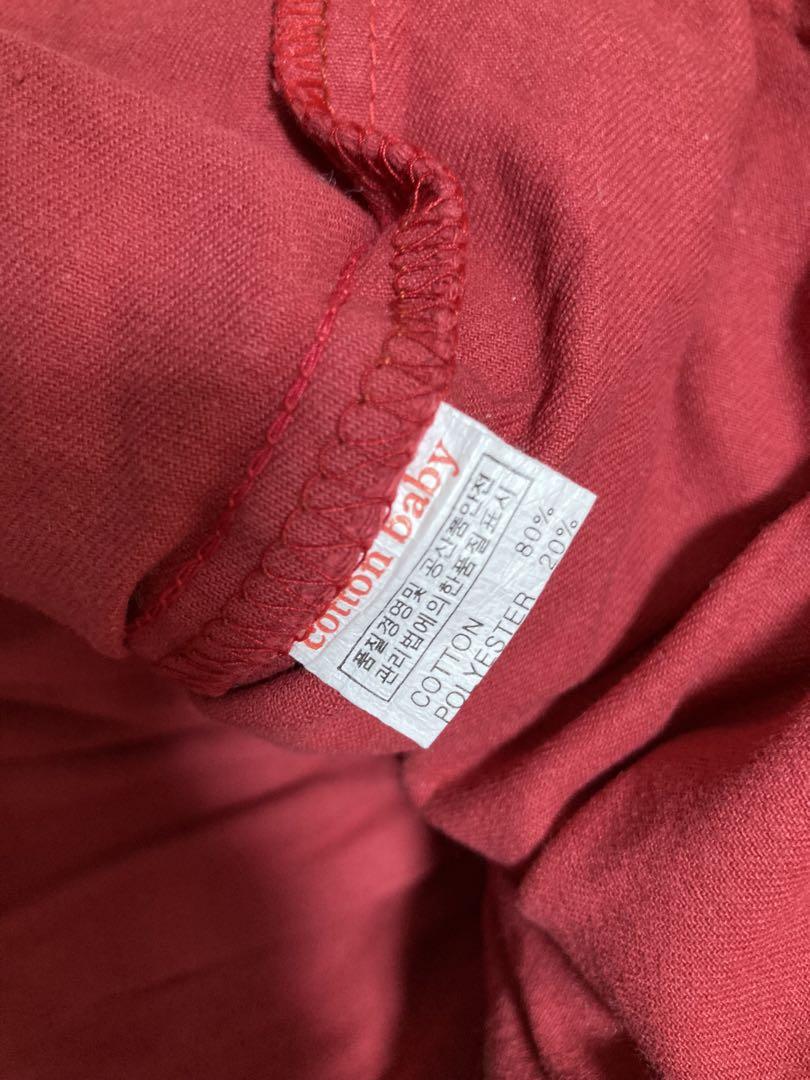 cotton baby
품질경영및 공산품안전
관리법에의한품질표시
COTTON 80%
POLYESTER 20%